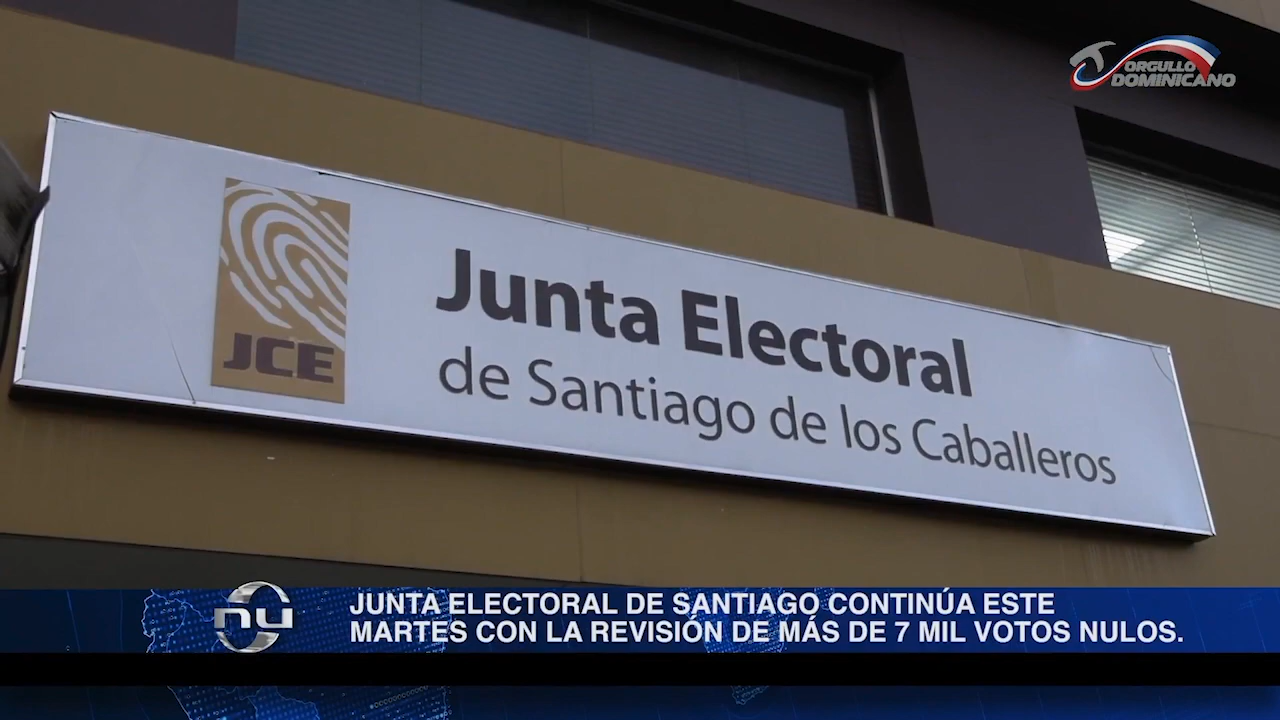 ORGULLO
DOMINICANO
JCE
Junta Electoral
de Santiago de los Caballeros
nu
JUNTA ELECTORAL DE SANTIAGO CONTINÚA ESTE
MARTES CON LA REVISIÓN DE MÁS DE 7 MIL VOTOS NULOS.